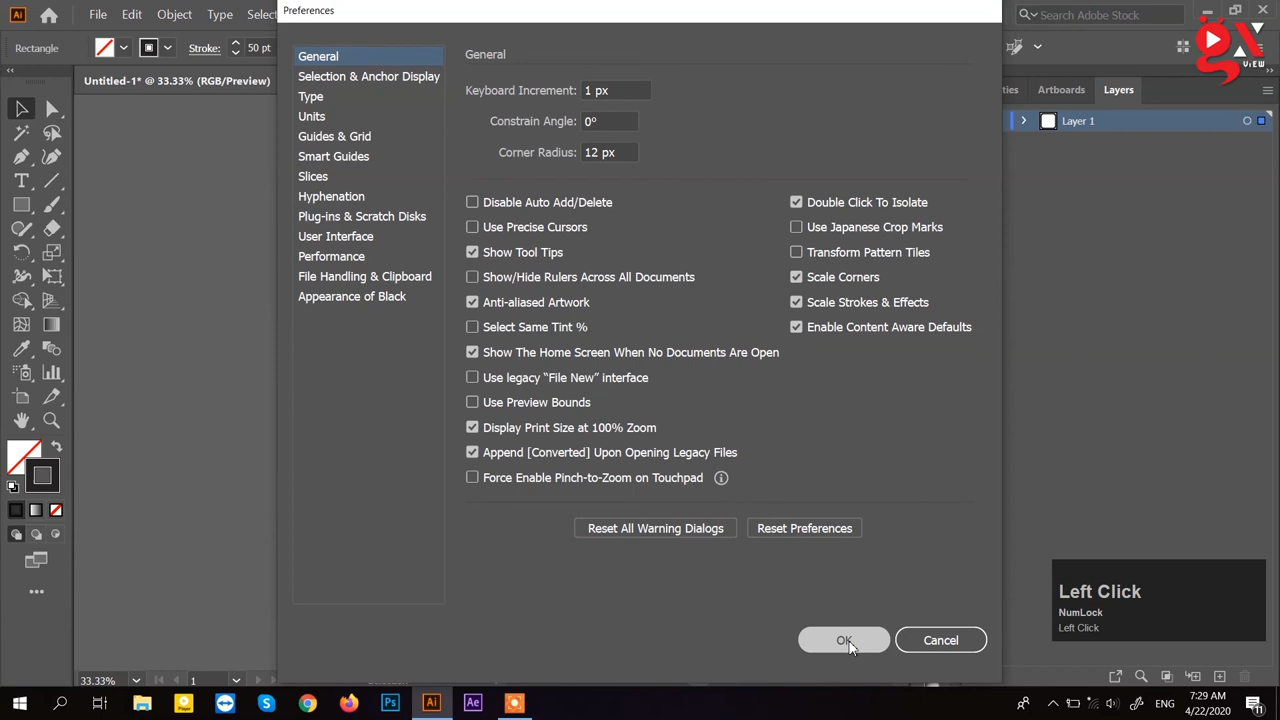 Preferences
Ai File Edit Object Type Select
Search Adobe Stock
Rectangle Stroke: 50 pt
VIEW
Untitled-1* @ 33.33% (RGB/Preview)
ties Artboards Layers
Layer 1
General
Selection & Anchor Display
Type
Units
Guides & Grid
Smart Guides
Slices
Hyphenation
Plug-ins & Scratch Disks
User Interface
Performance
File Handling & Clipboard
Appearance of Black
General
Keyboard Increment: 1 px
Constrain Angle: 0°
Corner Radius: 12 px
Disable Auto Add/Delete
Use Precise Cursors
Show Tool Tips
Show/Hide Rulers Across All Documents
Anti-aliased Artwork
Select Same Tint %
Show The Home Screen When No Documents Are Open
Use legacy “File New” interface
Use Preview Bounds
Display Print Size at 100% Zoom
Append [Converted] Upon Opening Legacy Files
Force Enable Pinch-to-Zoom on Touchpad
Double Click To Isolate
Use Japanese Crop Marks
Transform Pattern Tiles
Scale Corners
Scale Strokes & Effects
Enable Content Aware Defaults
Reset All Warning Dialogs Reset Preferences
OK Cancel
Left Click
NumLock
Left Click
33.33% 1
Player Ps Ai Ae
ENG
7:29 AM
4/22/2020
11